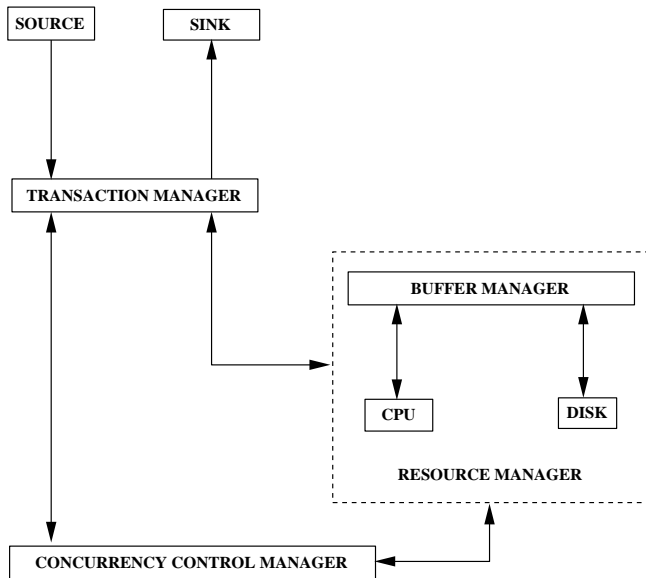 SOURCE
SINK
TRANSACTION MANAGER
BUFFER MANAGER
CPU
DISK
RESOURCE MANAGER
CONCURRENCY CONTROL MANAGER